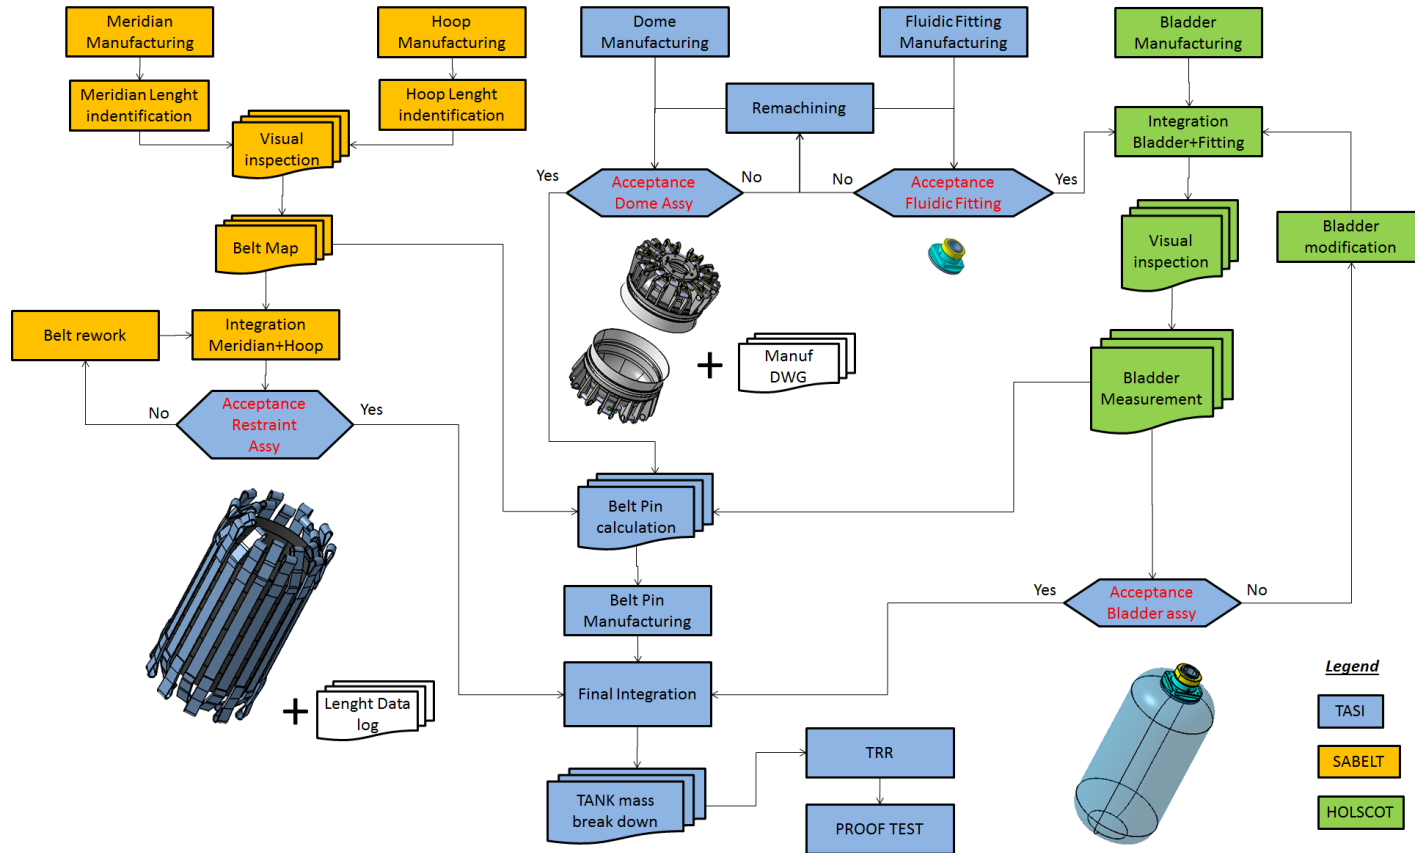 Meridian
Manufacturing
Hoop
Manufacturing
Dome
Manufacturing
Fluidic Fitting
Manufacturing
Bladder
Manufacturing
Meridian Lenght
indentification
Hoop Lenght
indentification
Visual
inspection
Remachining
Integration
Bladder+Fitting
Yes
Acceptance
Dome Assy
No
No
Acceptance
Fluidic Fitting
Yes
Belt Map
Visual
inspection
Bladder
modification
Belt rework
Integration
Meridian+Hoop
Manuf
DWG
Bladder
Measurement
No
Acceptance
Restraint
Assy
Yes
Belt Pin
calculation
Belt Pin
Manufacturing
Yes
Acceptance
Bladder assy
No
Final Integration
Lenght Data
log
Legend
TASI
SABELT
HOLSCOT
TRR
TANK mass
break down
PROOF TEST